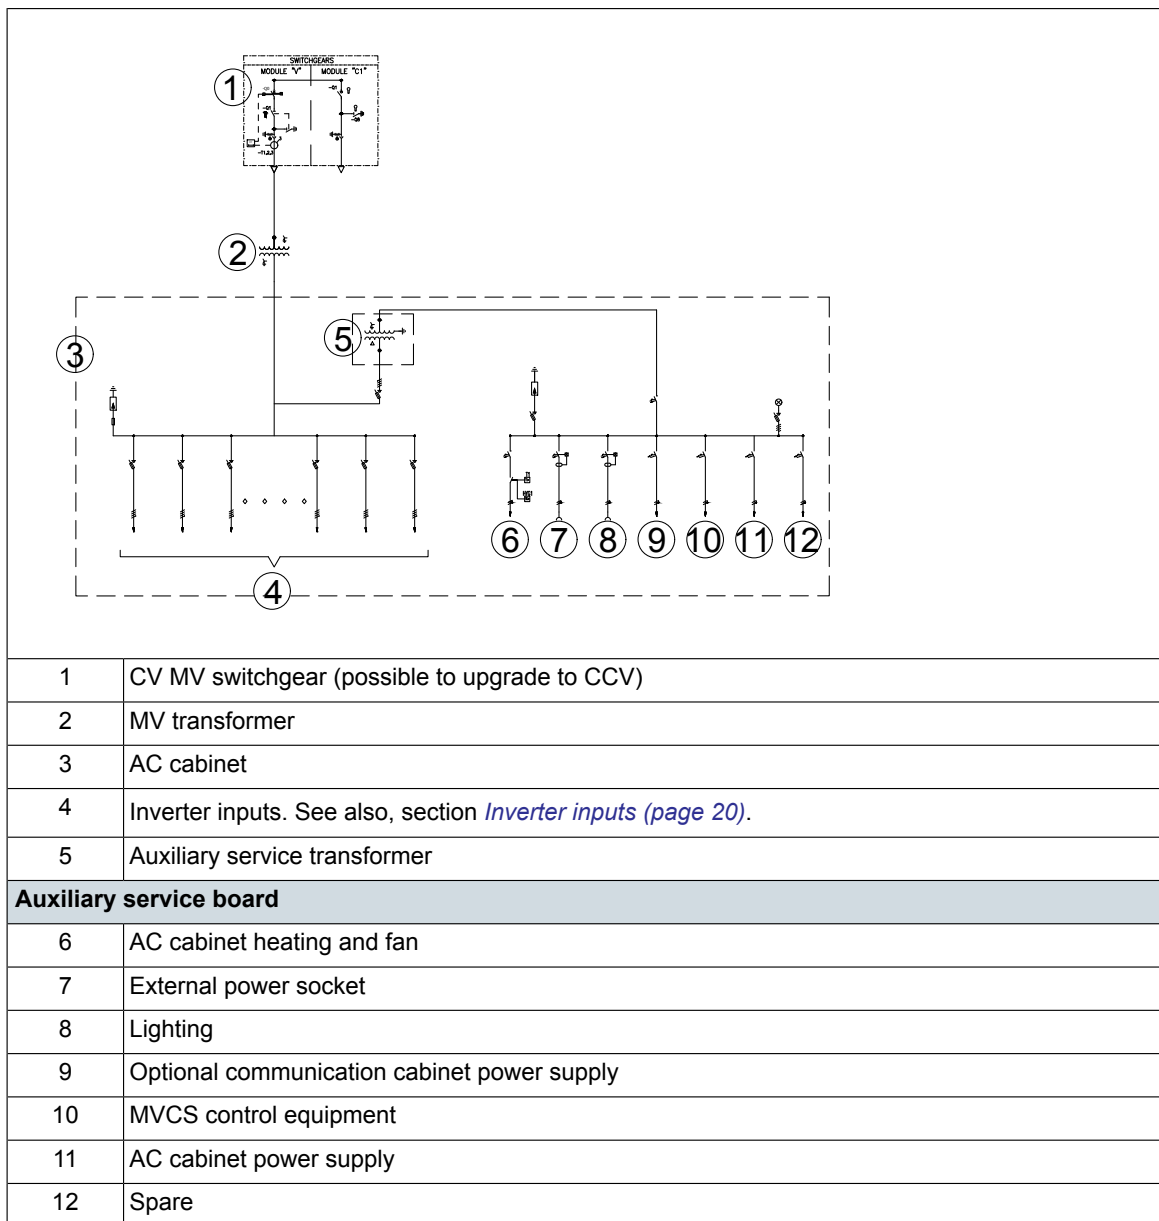 SWITCHGEARS
MODULE "V" MODULE "C1"
-Q1
-T1,2,3
1
2
3
4
5
6 7 8 9 10 11 12
1 CV MV switchgear (possible to upgrade to CCV)
2 MV transformer
3 AC cabinet
4 Inverter inputs. See also, section Inverter inputs (page 20).
5 Auxiliary service transformer
Auxiliary service board
6 AC cabinet heating and fan
7 External power socket
8 Lighting
9 Optional communication cabinet power supply
10 MVCS control equipment
11 AC cabinet power supply
12 Spare